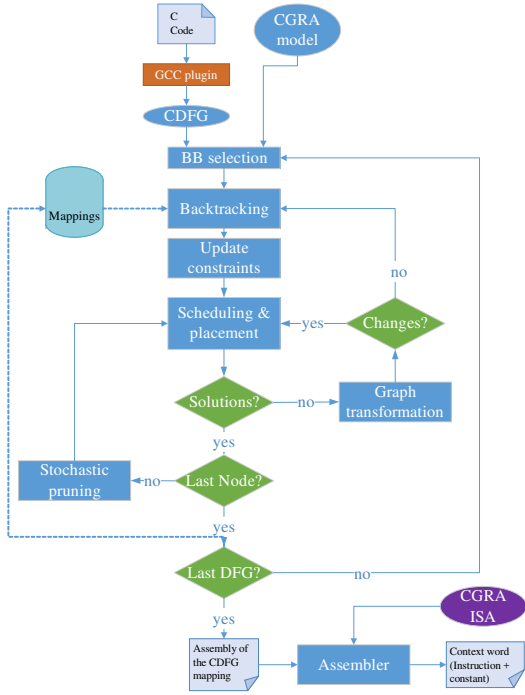 C
Code
CGRA
model
GCC plugin
CDFG
BB selection
Mappings
Backtracking
Update
constraints
no
Scheduling &
placement
yes
Changes?
Solutions?
no
Graph
transformation
yes
Stochastic
pruning
no
Last Node?
yes
Last DFG?
no
yes
CGRA
ISA
Assembly of
the CDFG
mapping
Assembler
Context word
(Instruction +
constant)